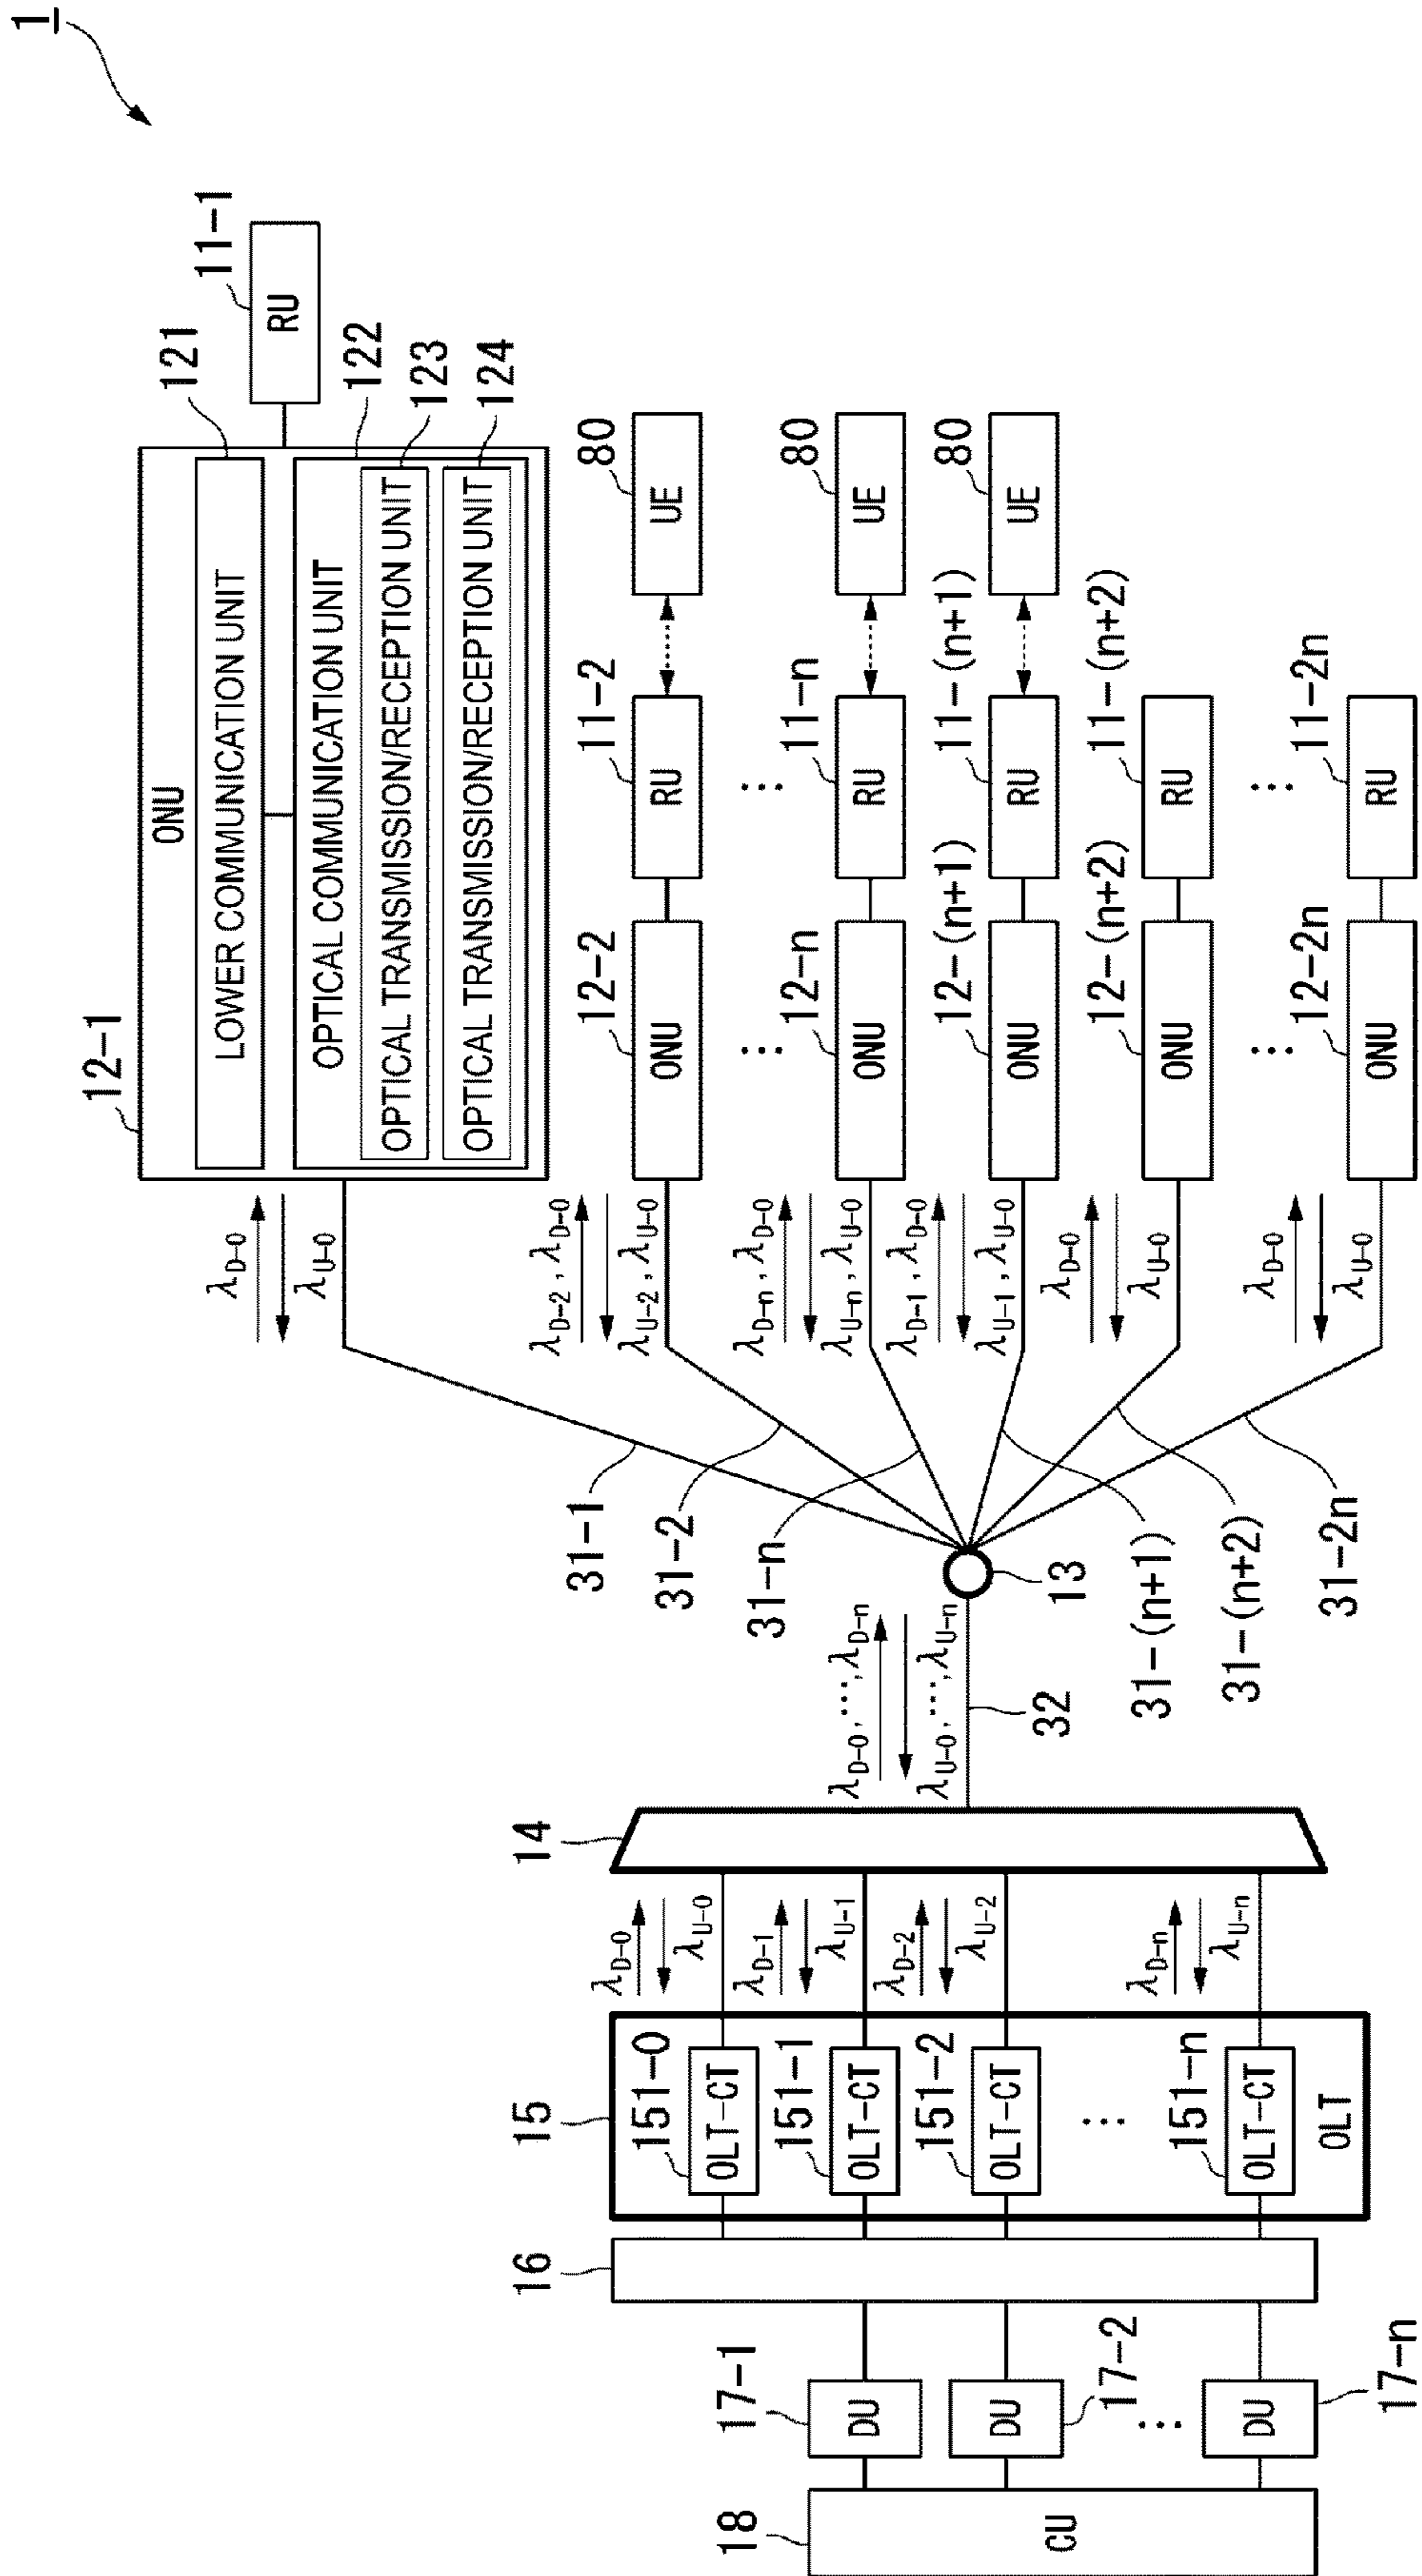 1
12-1
ONU
LOWER COMMUNICATION UNIT
121
OPTICAL COMMUNICATION UNIT
122
OPTICAL TRANSMISSION/RECEPTION UNIT
123
OPTICAL TRANSMISSION/RECEPTION UNIT
124
11-1
RU
λD-0
λU-0
31-1
λD-2, λD-0
λU-2, λU-0
31-2
12-2
ONU
11-2
RU
80
UE
⋮
λD-n, λD-0
λU-n, λU-0
31-n
12-n
ONU
⋮
11-n
RU
80
UE
λD-1, λD-0
λU-1, λU-0
31-(n+1)
12-(n+1)
ONU
11-(n+1)
RU
80
UE
λD-0
λU-0
31-(n+2)
12-(n+2)
ONU
11-(n+2)
RU
⋮
λD-0
λU-0
31-2n
12-2n
ONU
⋮
11-2n
RU
13
32
λD-0, ⋯, λD-n
λU-0, ⋯, λU-n
14
λD-0
λU-0
λD-1
λU-1
λD-2
λU-2
λD-n
λU-n
15
151-0
OLT-CT
151-1
OLT-CT
151-2
OLT-CT
⋮
151-n
OLT-CT
OLT
16
17-1
DU
DU
17-2
⋮
DU
17-n
18
CU